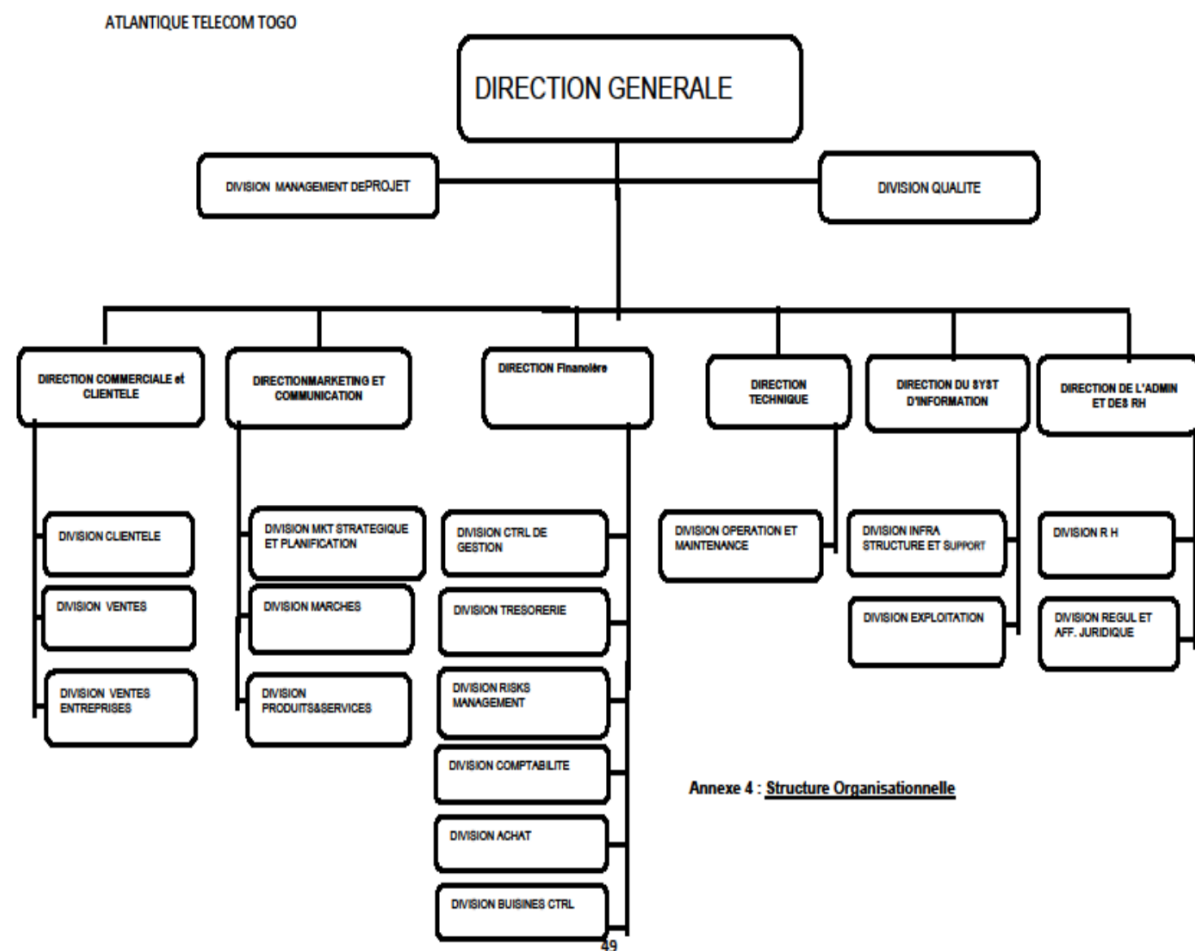 ATLANTIQUE TELECOM TOGO
DIRECTION GENERALE
DIVISION MANAGEMENT DEPROJET
DIVISION QUALITE
DIRECTION COMMERCIALE et
CLIENTELE
DIRECTIONMARKETING ET
COMMUNICATION
DIRECTION Financière
DIRECTION
TECHNIQUE
DIRECTION DU SYST
D'INFORMATION
DIRECTION DE L'ADMIN
ET DES RH
DIVISION CLIENTELE
DIVISION VENTES
DIVISION VENTES
ENTREPRISES
DIVISION MKT STRATEGIQUE
ET PLANIFICATION
DIVISION MARCHES
DIVISION
PRODUITS&SERVICES
DIVISION CTRL DE
GESTION
DIVISION TRESORERIE
DIVISION RISKS
MANAGEMENT
DIVISION COMPTABILITE
DIVISION ACHAT
DIVISION BUISINES CTRL
DIVISION OPERATION ET
MAINTENANCE
DIVISION INFRA
STRUCTURE ET SUPPORT
DIVISION EXPLOITATION
DIVISION R H
DIVISION REGUL ET
AFF. JURIDIQUE
Annexe 4 : Structure Organisationnelle
49